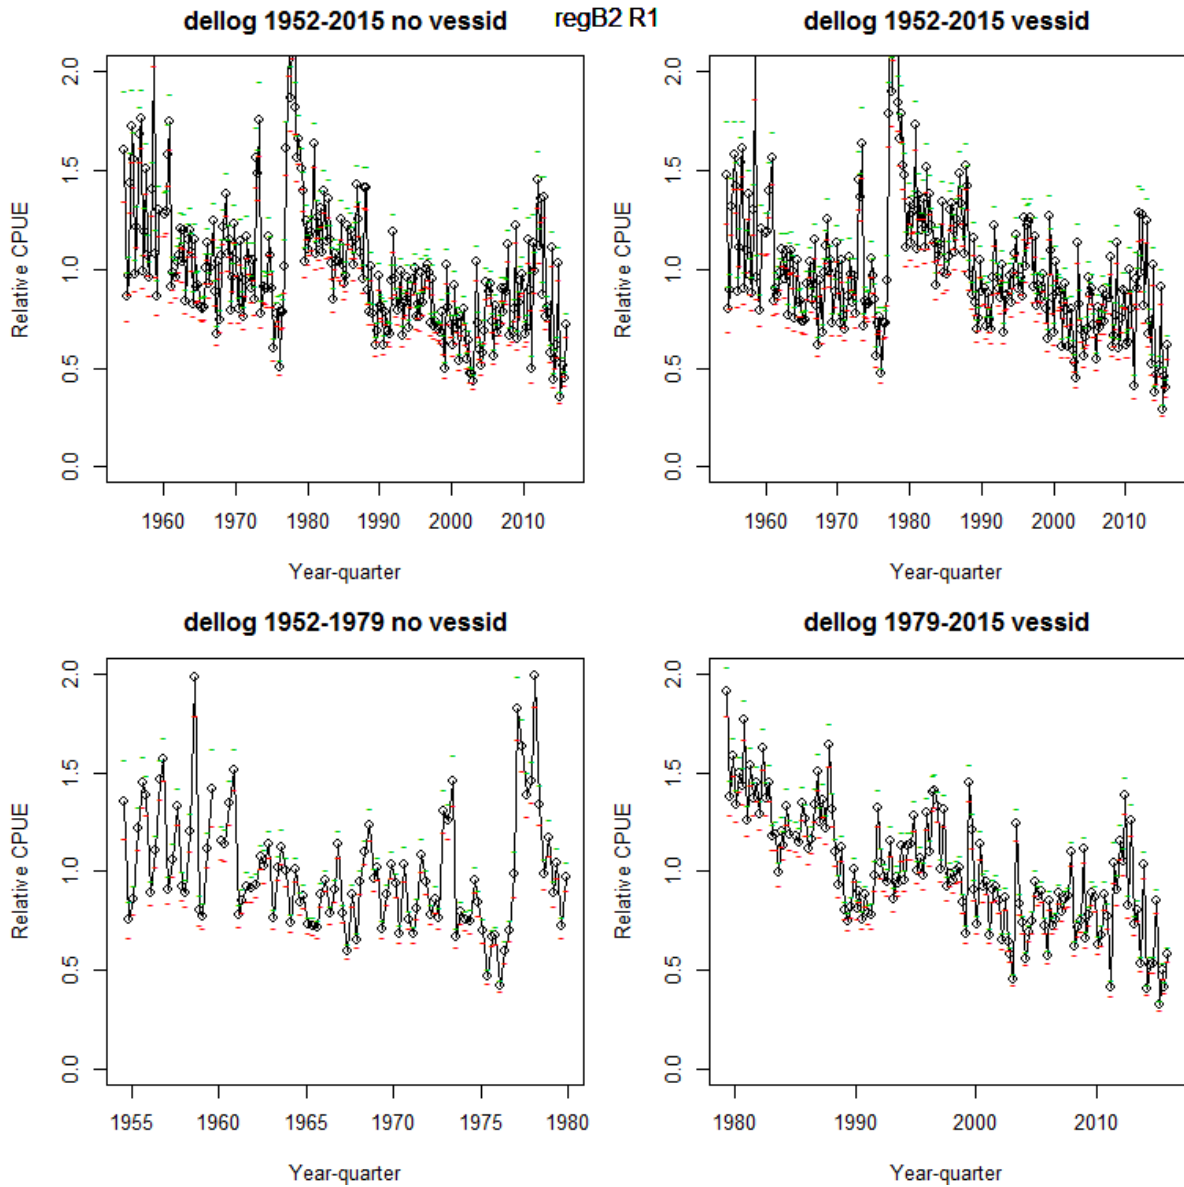 regB2 R1
dellog 1952-2015 no vessid
Relative CPUE
2.0
1.5
1.0
0.5
0.0
1960 1970 1980 1990 2000 2010
Year-quarter
dellog 1952-2015 vessid
Relative CPUE
2.0
1.5
1.0
0.5
0.0
1960 1970 1980 1990 2000 2010
Year-quarter
dellog 1952-1979 no vessid
Relative CPUE
2.0
1.5
1.0
0.5
0.0
1955 1960 1965 1970 1975 1980
Year-quarter
dellog 1979-2015 vessid
Relative CPUE
2.0
1.5
1.0
0.5
0.0
1980 1990 2000 2010
Year-quarter